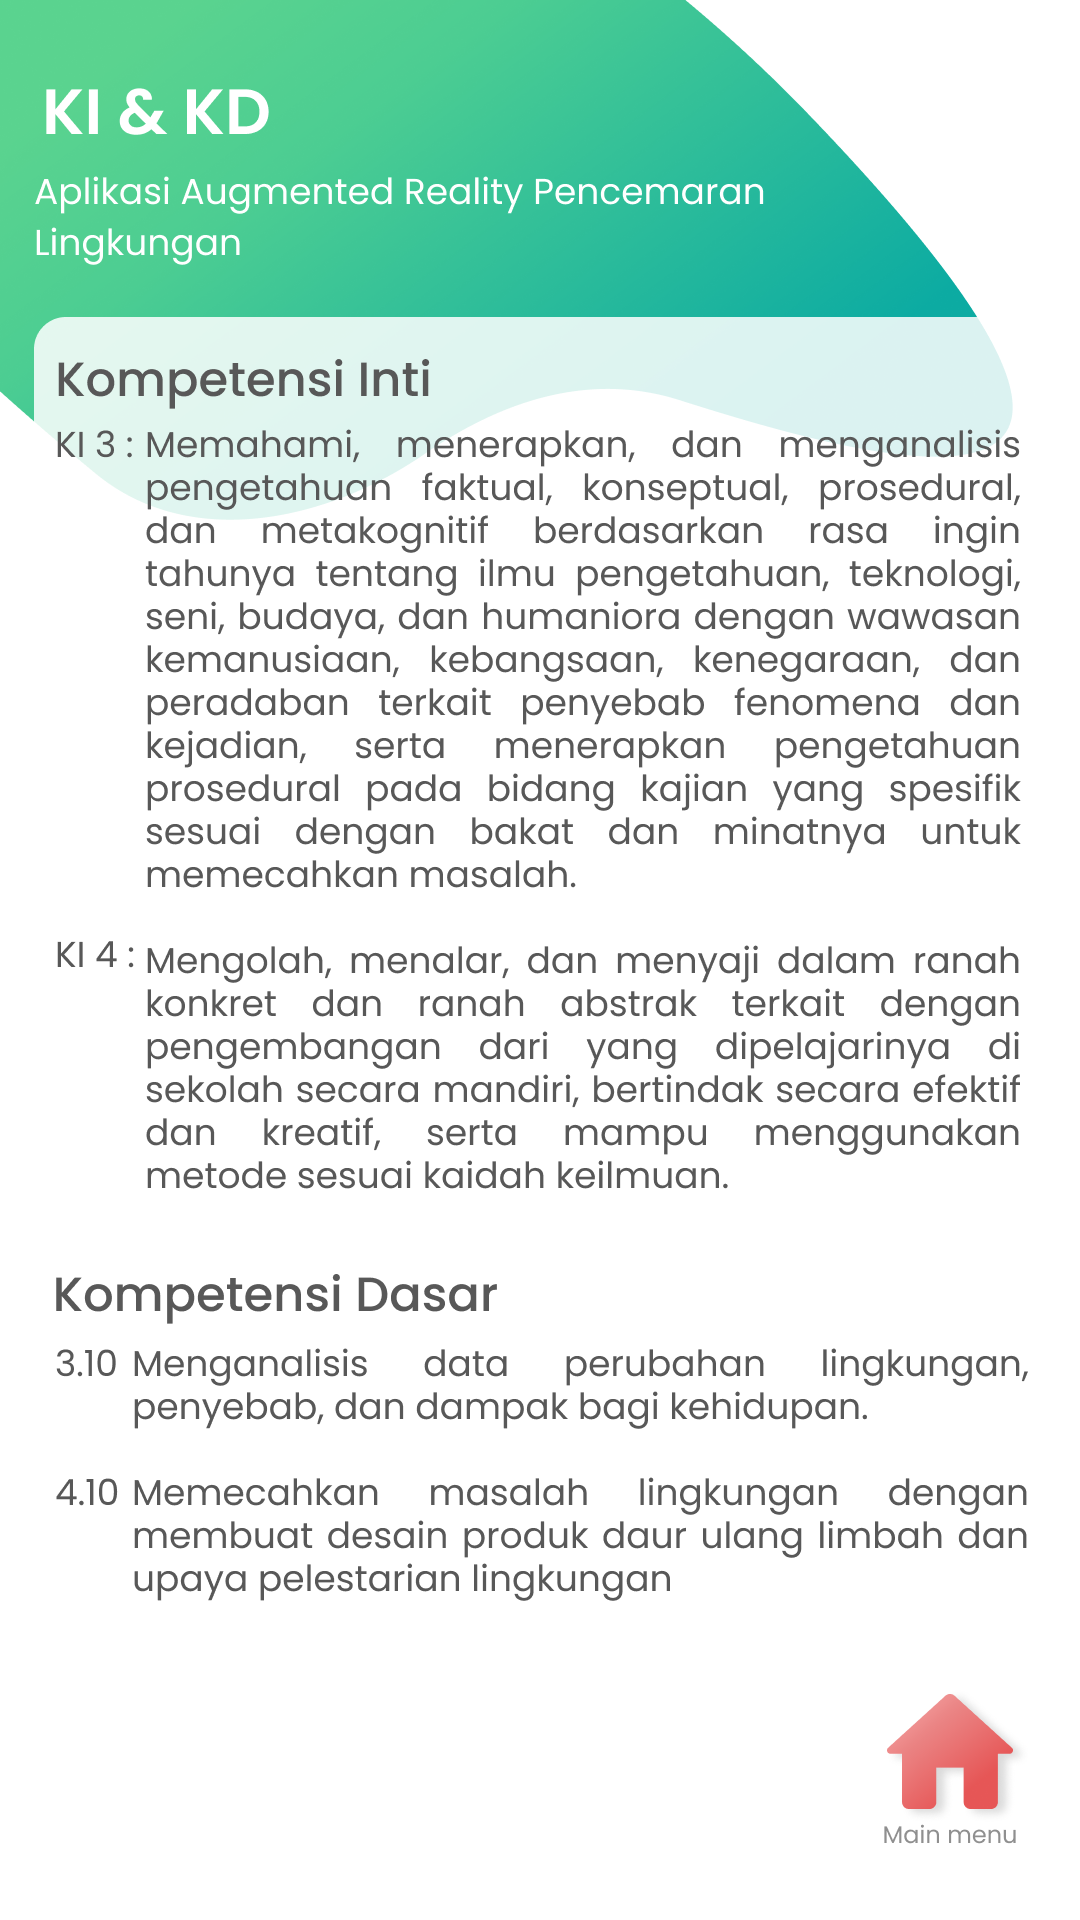 KI & KD
Aplikasi Augmented Reality Pencemaran
Lingkungan
Kompetensi Inti
KI 3 : Memahami, menerapkan, dan menganalisis
pengetahuan faktual, konseptual, prosedural,
dan metakognitif berdasarkan rasa ingin
tahunya tentang ilmu pengetahuan, teknologi,
seni, budaya, dan humaniora dengan wawasan
kemanusiaan, kebangsaan, kenegaraan, dan
peradaban terkait penyebab fenomena dan
kejadian, serta menerapkan pengetahuan
prosedural pada bidang kajian yang spesifik
sesuai dengan bakat dan minatnya untuk
memecahkan masalah.
KI 4 : Mengolah, menalar, dan menyaji dalam ranah
konkret dan ranah abstrak terkait dengan
pengembangan dari yang dipelajarinya di
sekolah secara mandiri, bertindak secara efektif
dan kreatif, serta mampu menggunakan
metode sesuai kaidah keilmuan.
Kompetensi Dasar
3.10 Menganalisis data perubahan lingkungan,
penyebab, dan dampak bagi kehidupan.
4.10 Memecahkan masalah lingkungan dengan
membuat desain produk daur ulang limbah dan
upaya pelestarian lingkungan
Main menu